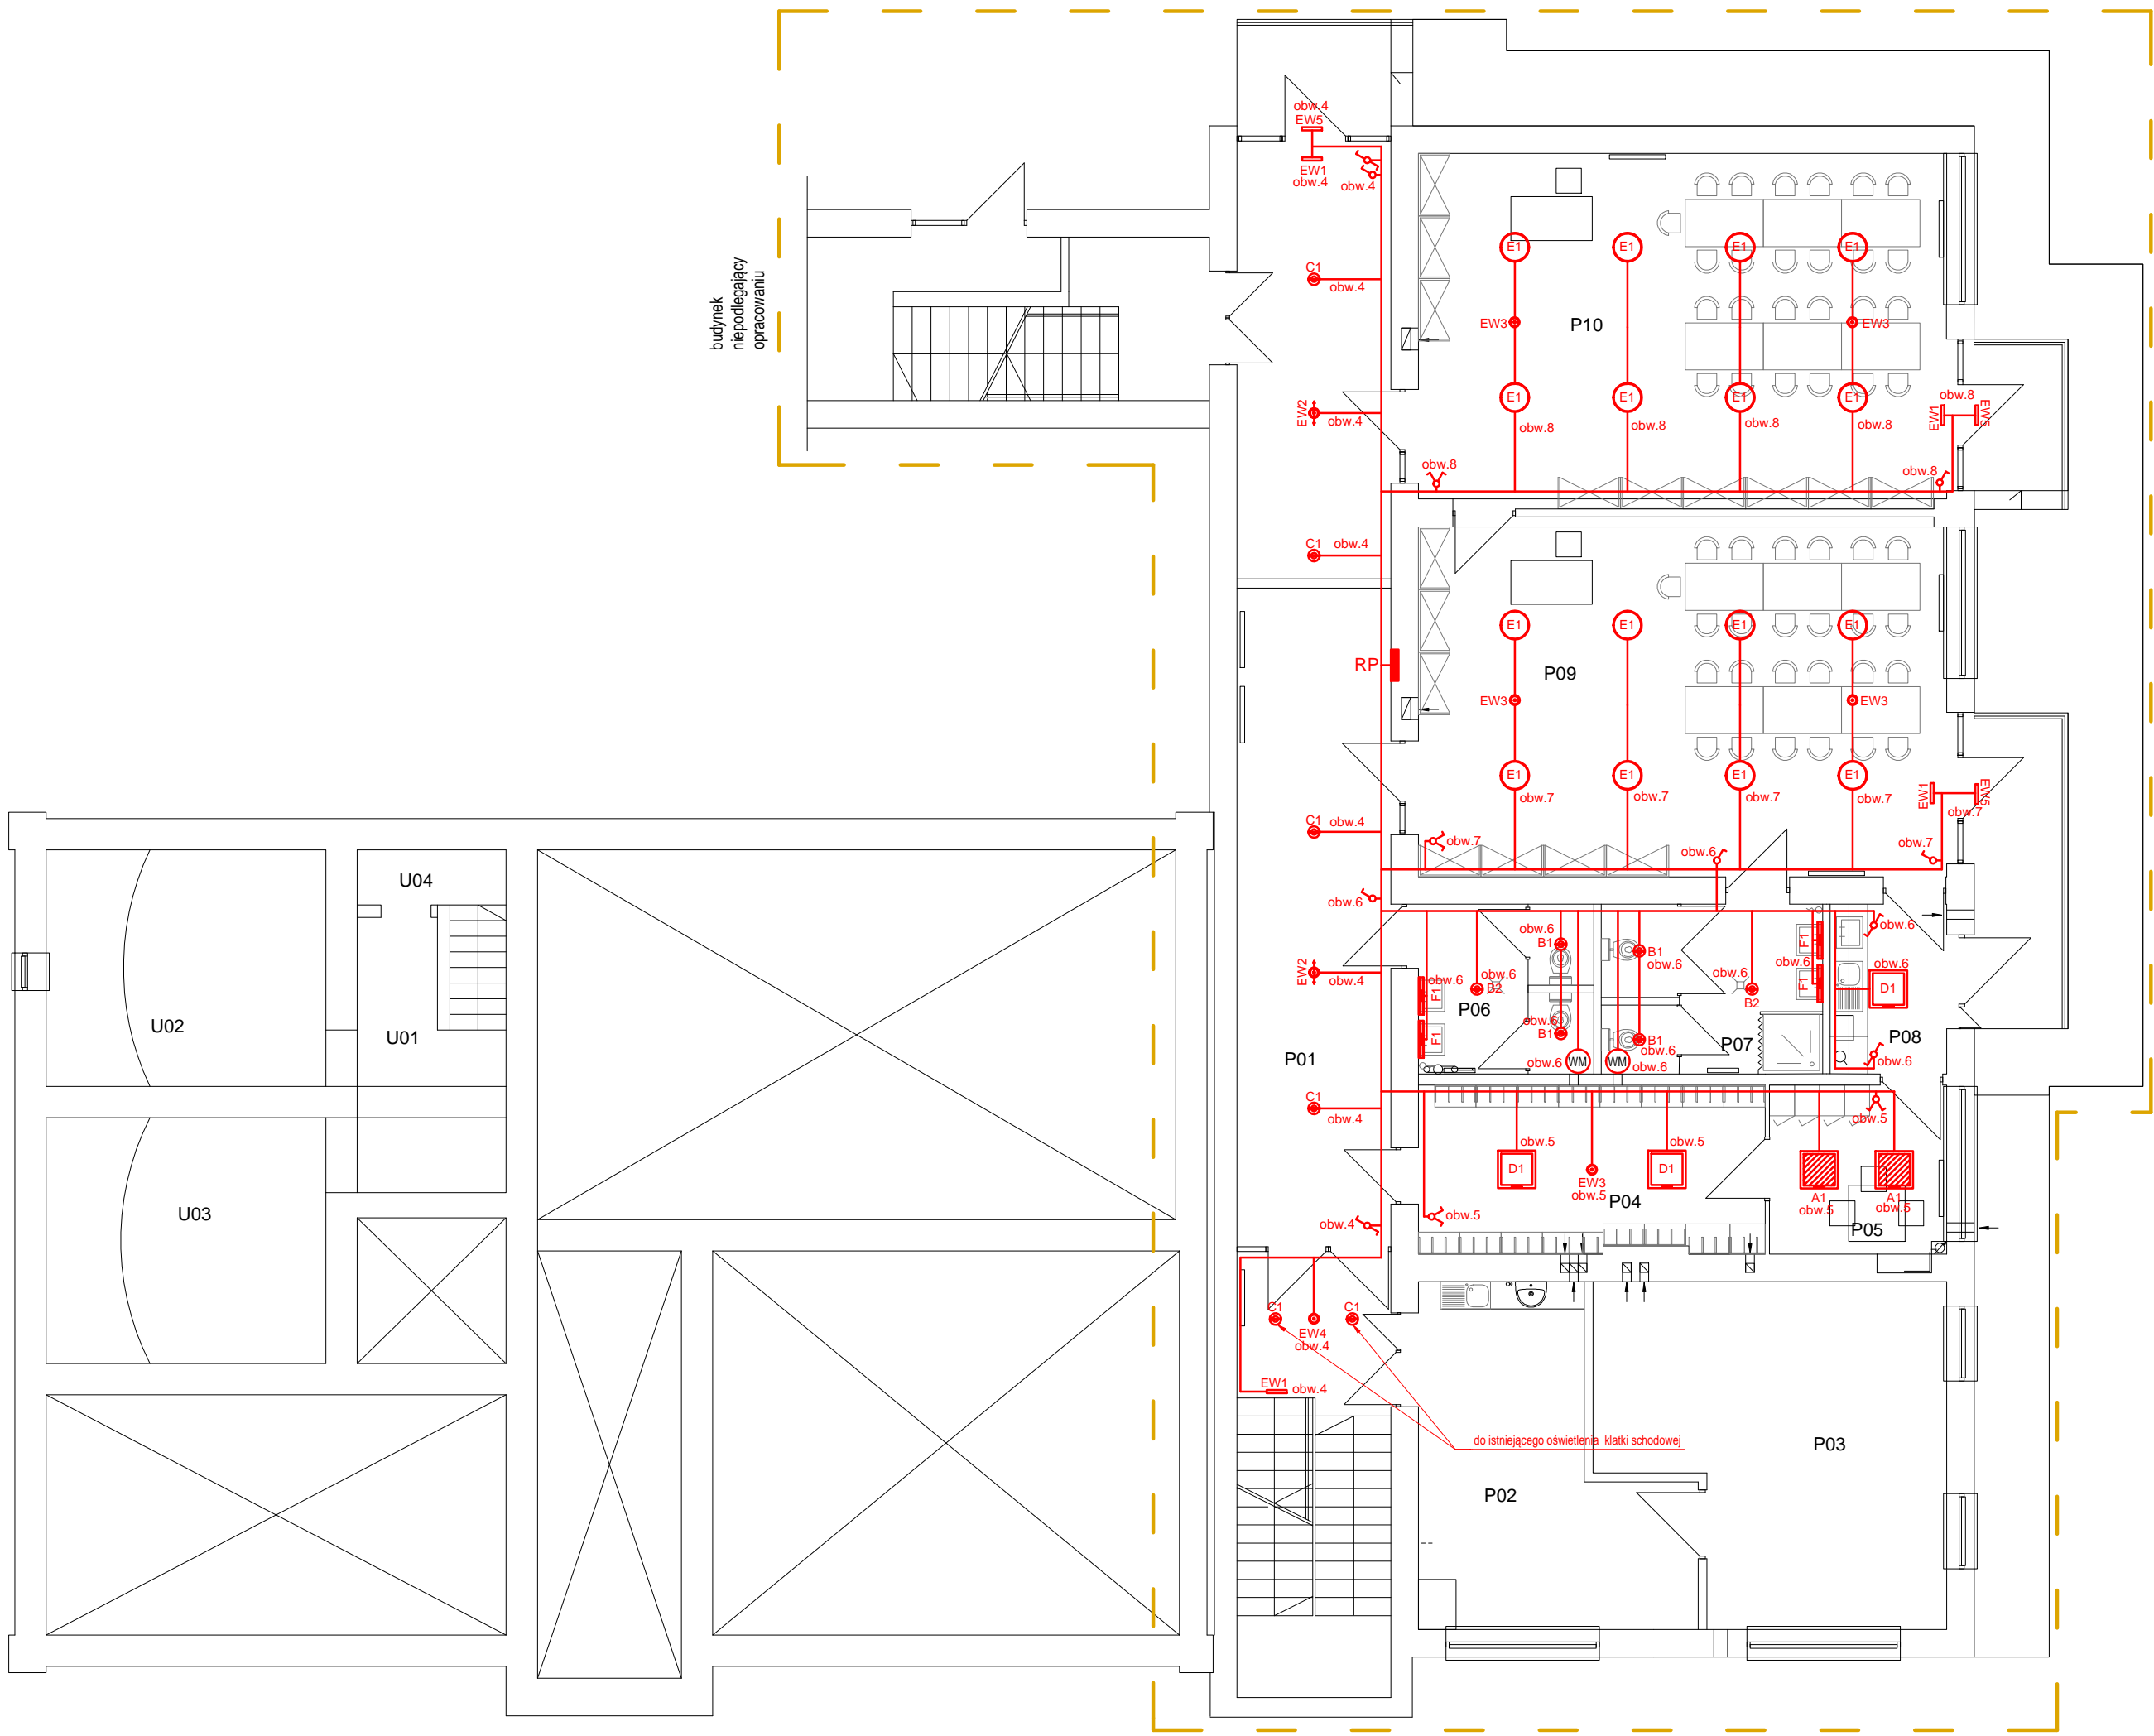 obw.4
EW5
EW1
obw.4
obw.4
budynek
niepodlegający
opracowaniu
C1
obw.4
E1
E1
E1
E1
EW3
P10
EW3
EW2
obw.4
E1
E1
E1
E1
obw.8
obw.8
obw.8
obw.8
obw.8
EW1
EW5
obw.8
obw.8
C1
obw.4
E1
E1
E1
E1
RP
P09
EW3
EW3
E1
E1
E1
E1
obw.7
obw.7
obw.7
obw.7
EW1
EW5
obw.7
C1
obw.4
obw.7
obw.6
obw.7
U04
obw.6
obw.6
B1
B1
obw.6
F1
obw.6
obw.6
EW2
obw.4
obw.6
F1
obw.6
B2
P06
obw.6
B2
F1
obw.6
D1
U02
U01
F1
obw.6
B1
B1
obw.6
P07
P08
P01
obw.6
WM
WM
obw.6
obw.6
C1
obw.4
obw.5
obw.5
obw.5
D1
D1
EW3
obw.5
P04
A1
obw.5
A1
obw.5
U03
obw.4
obw.5
P05
C1
C1
EW4
obw.4
EW1
obw.4
do istniejącego oświetlenia klatki schodowej
P03
P02